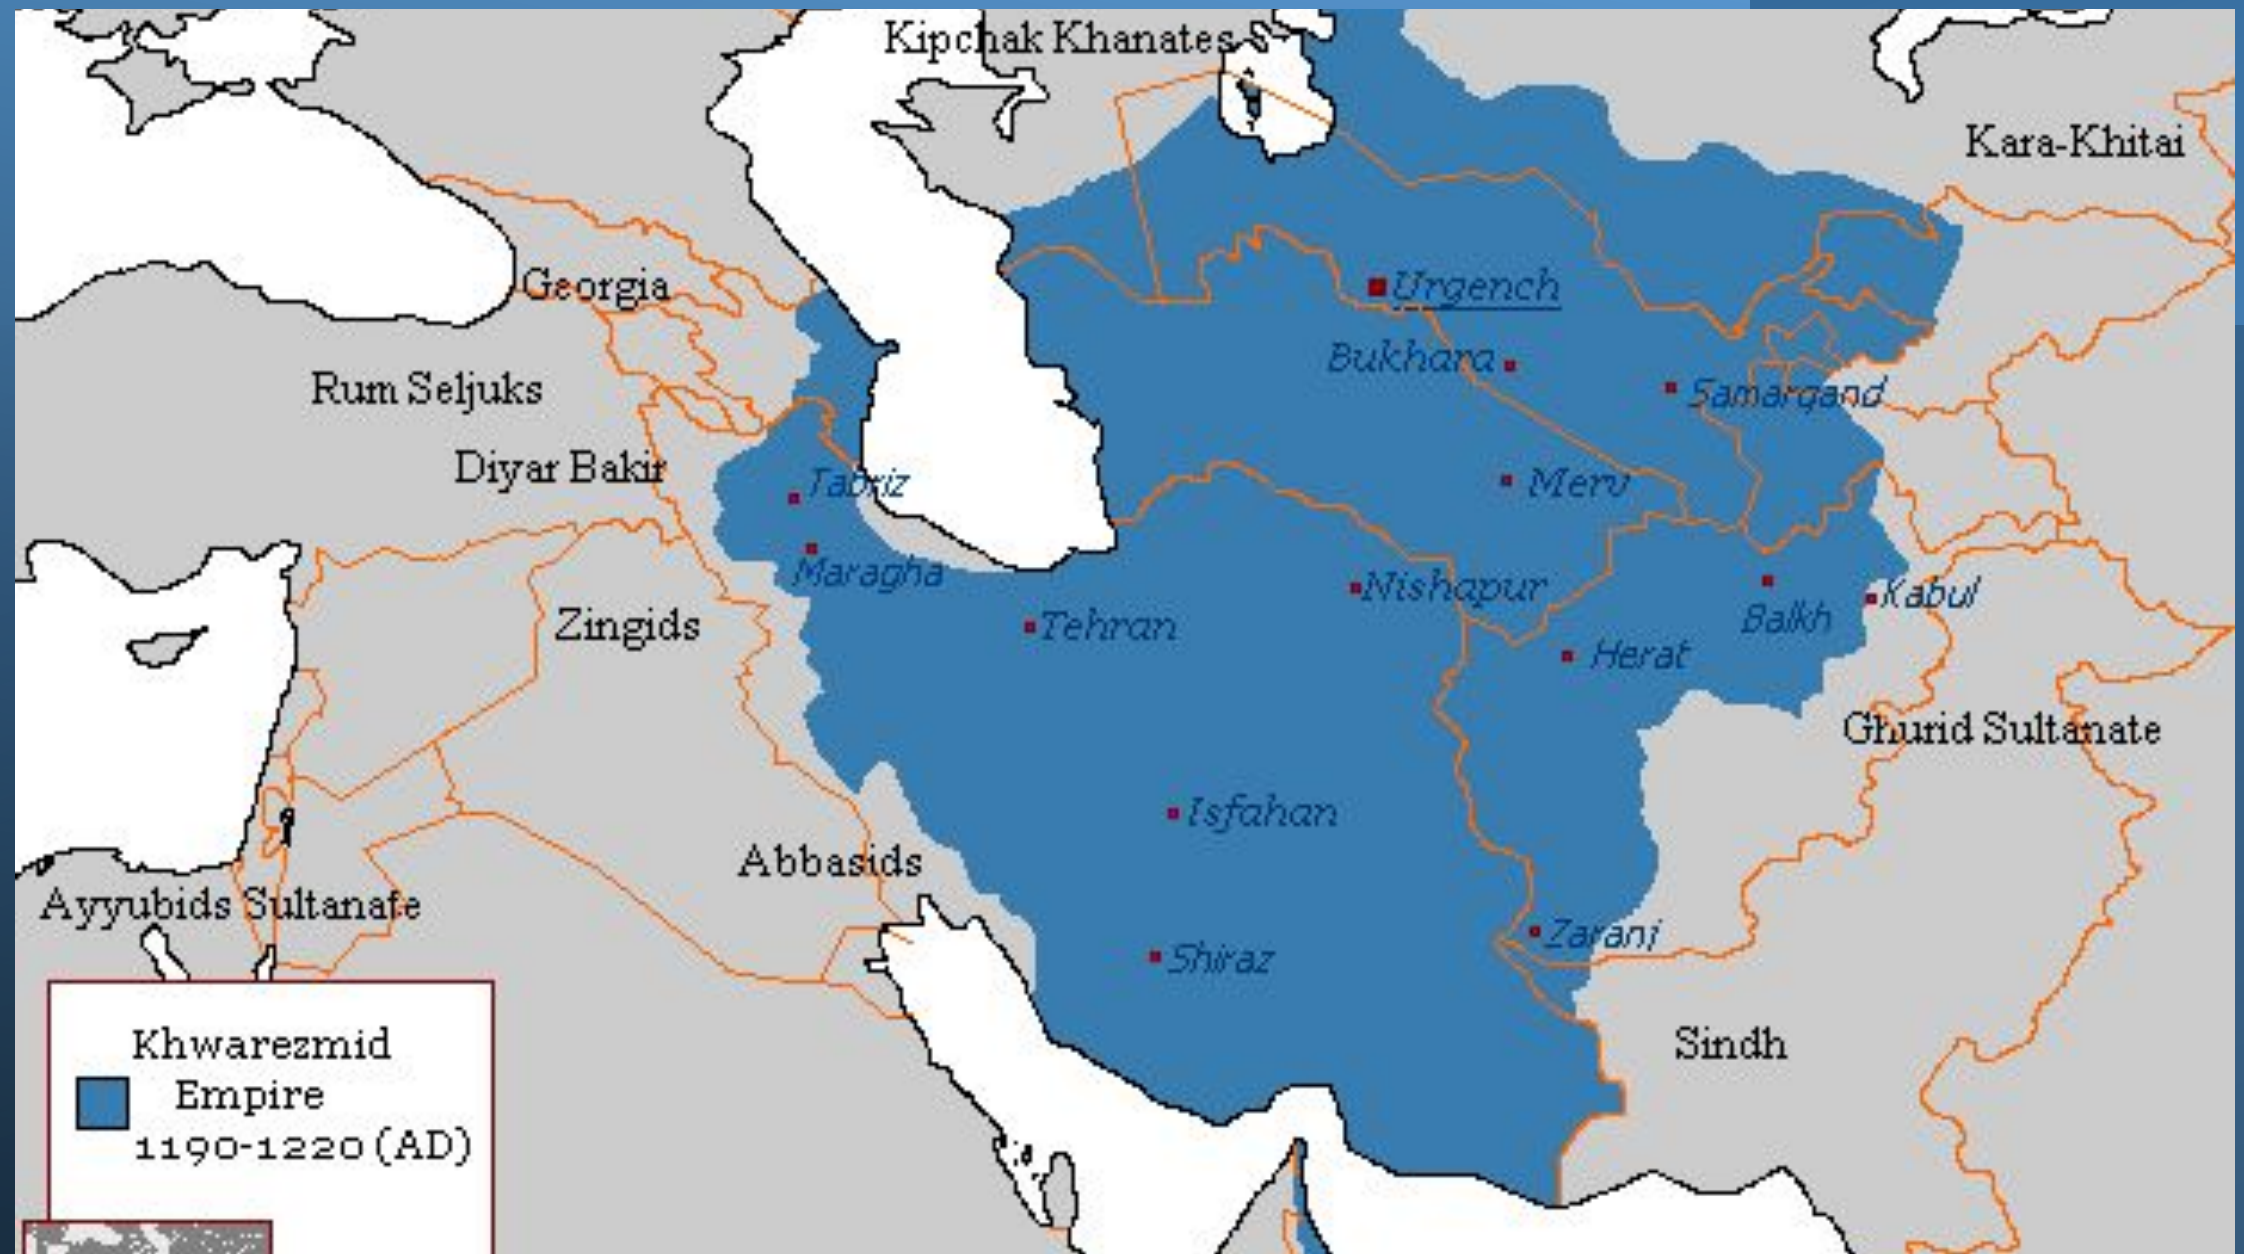 Kipchak Khanates
Kara-Khitai
Georgia
Urgench
Bukhara
Rum Seljuks
Samarqand
Diyar Bakir
Tabriz
Merv
Maragha
Nishapur
Kabul
Zingids
Tehran
Balkh
Herat
Ghurid Sultanate
Isfahan
Abbasids
Ayyubids Sultanate
Zaranj
Shiraz
Sindh
Khwarezmid
Empire
1190-1220 (AD)